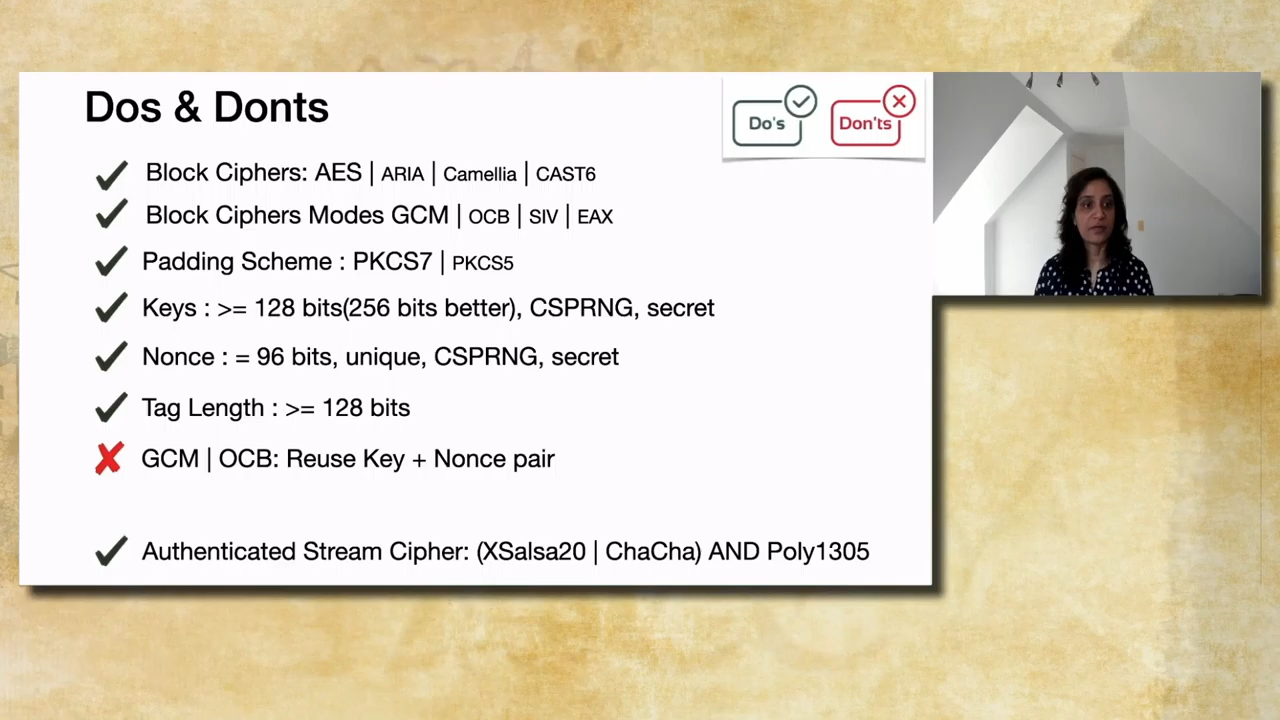 Dos & Donts
Do's
Don'ts
Block Ciphers: AES | ARIA | Camellia | CAST6
Block Ciphers Modes GCM | OCB | SIV | EAX
Padding Scheme : PKCS7 | PKCS5
Keys : >= 128 bits(256 bits better), CSPRNG, secret
Nonce : = 96 bits, unique, CSPRNG, secret
Tag Length : >= 128 bits
GCM | OCB: Reuse Key + Nonce pair
Authenticated Stream Cipher: (XSalsa20 | ChaCha) AND Poly1305